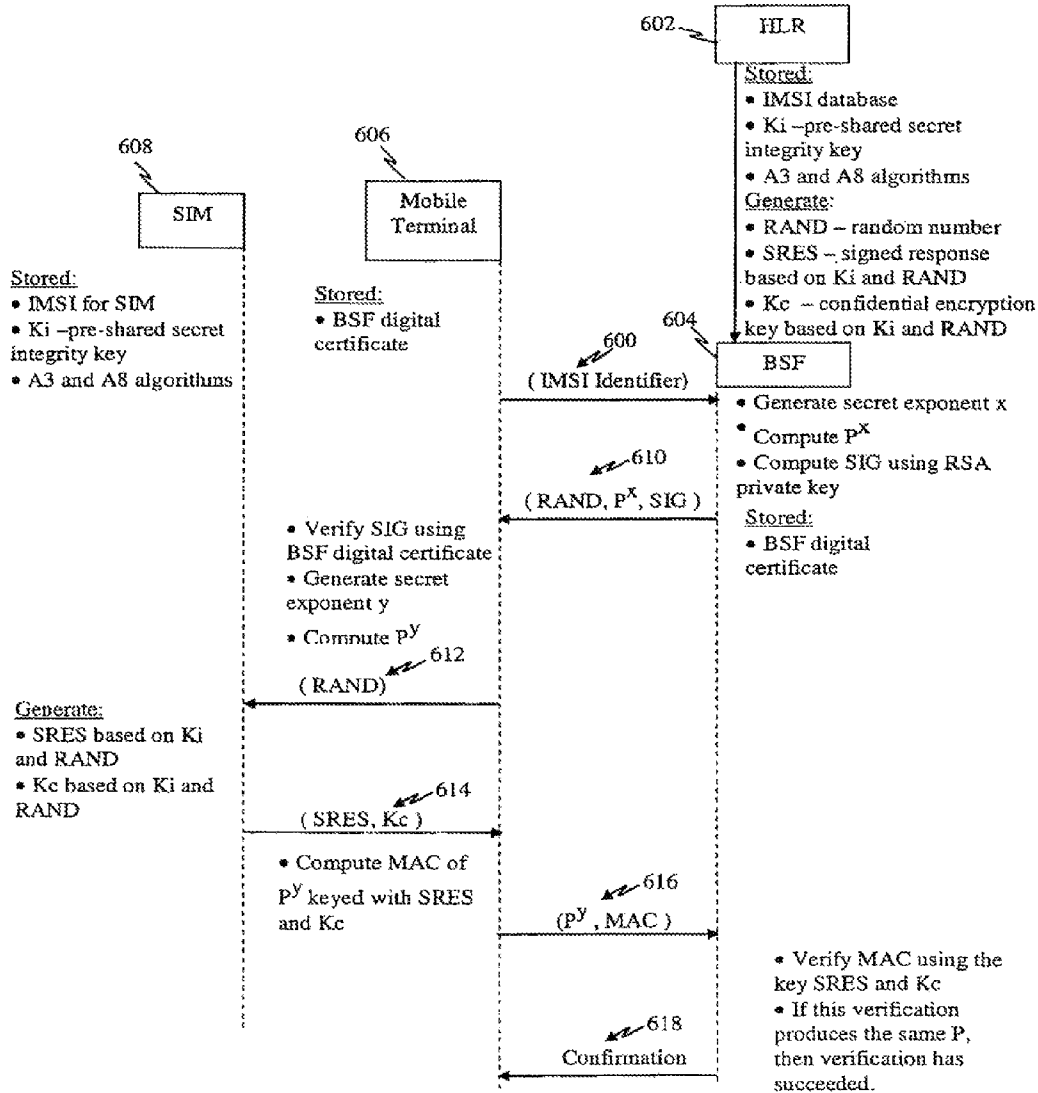 602
HLR
Stored:
• IMSI database
• Ki –pre-shared secret
integrity key
• A3 and A8 algorithms
Generate:
• RAND – random number
• SRES – signed response
based on Ki and RAND
• Kc – confidential encryption
key based on Ki and RAND
608
SIM
606
Mobile
Terminal
Stored:
• IMSI for SIM
• Ki –pre-shared secret
integrity key
• A3 and A8 algorithms
Stored:
• BSF digital
certificate
604
BSF
600
( IMSI Identifier)
• Generate secret exponent x
• Compute P^x
• Compute SIG using RSA
private key
Stored:
• BSF digital
certificate
610
( RAND, P^x, SIG )
• Verify SIG using
BSF digital certificate
• Generate secret
exponent y
• Compute P^y
612
( RAND)
Generate:
• SRES based on Ki
and RAND
• Kc based on Ki and
RAND
614
( SRES, Kc )
• Compute MAC of
P^y keyed with SRES
and Kc
616
(P^y , MAC )
• Verify MAC using the
key SRES and Kc
• If this verification
produces the same P,
then verification has
succeeded.
618
Confirmation